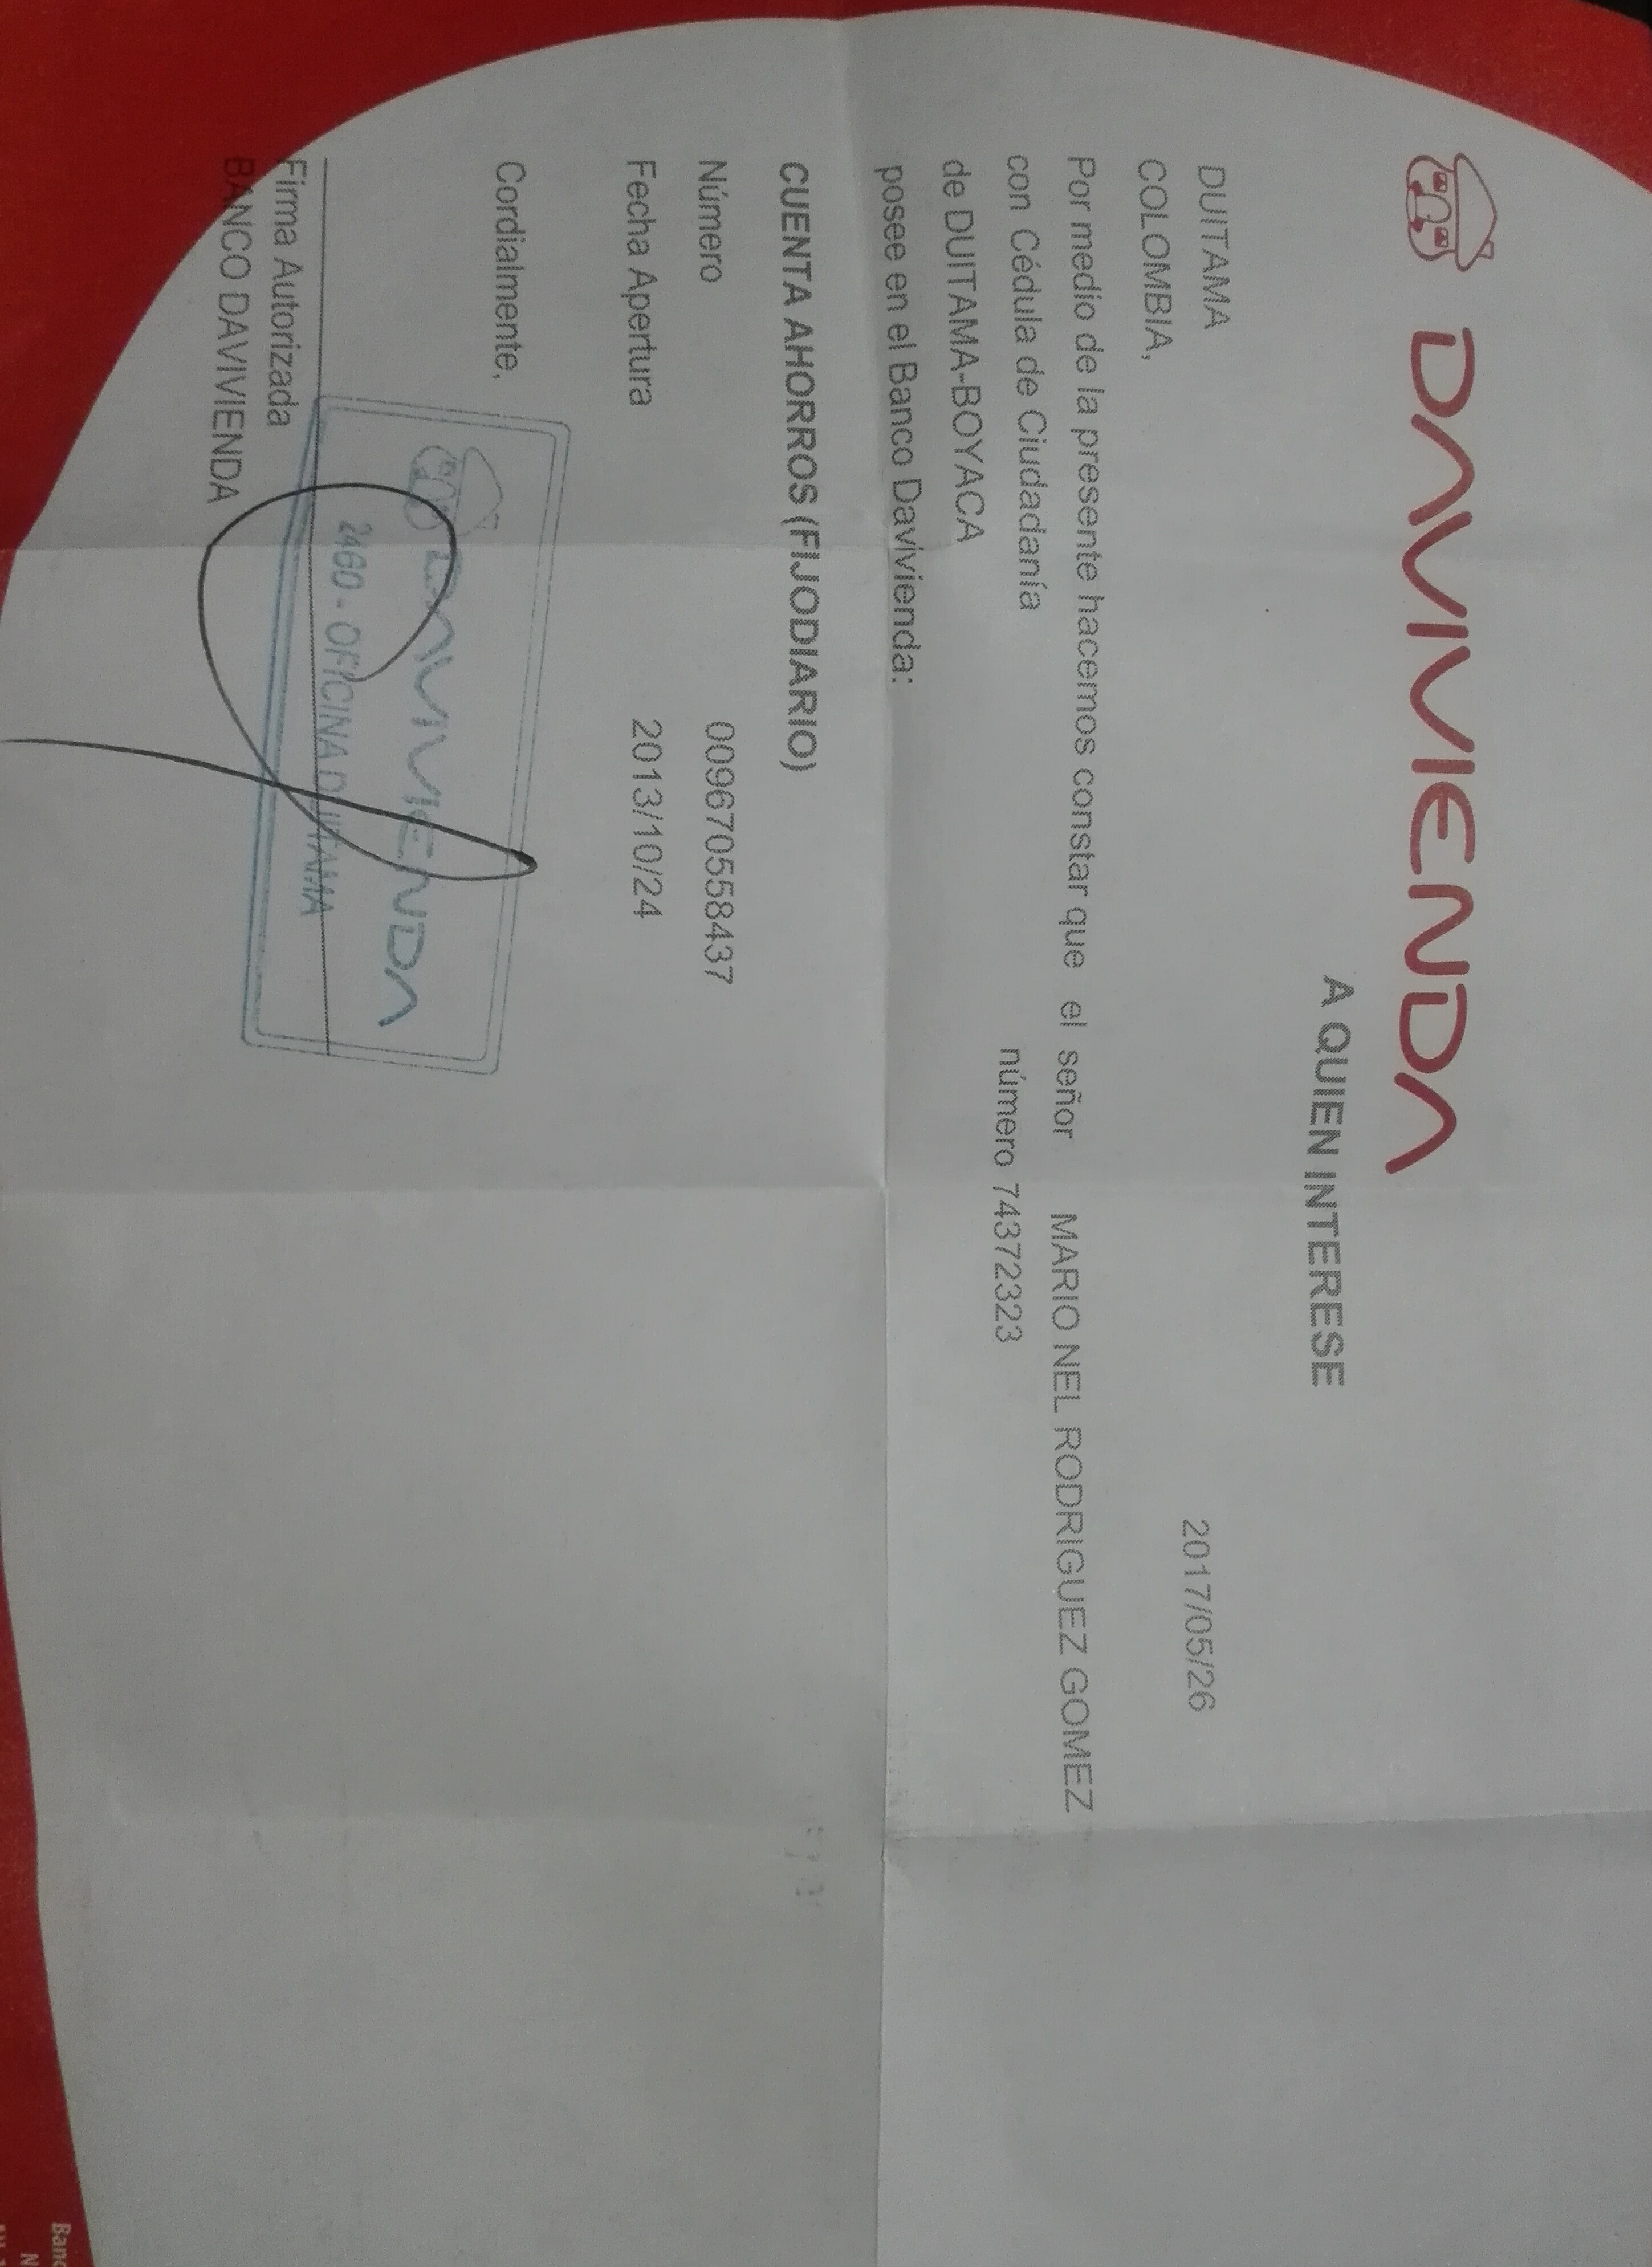 DAVIVIENDA
A QUIEN INTERESE
DUITAMA 2017/05/26
COLOMBIA,
Por medio de la presente hacemos constar que el señor MARIO NEL RODRIGUEZ GOMEZ
con Cédula de Ciudadanía número 74372323
de DUITAMA-BOYACA
posee en el Banco Davivienda:
CUENTA AHORROS (FIJODIARIO)
Número 009670558437
Fecha Apertura 2013/10/24
Cordialmente,
DAVIVIENDA
2460 - OFICINA DUITAMA
Firma Autorizada
BANCO DAVIVIENDA